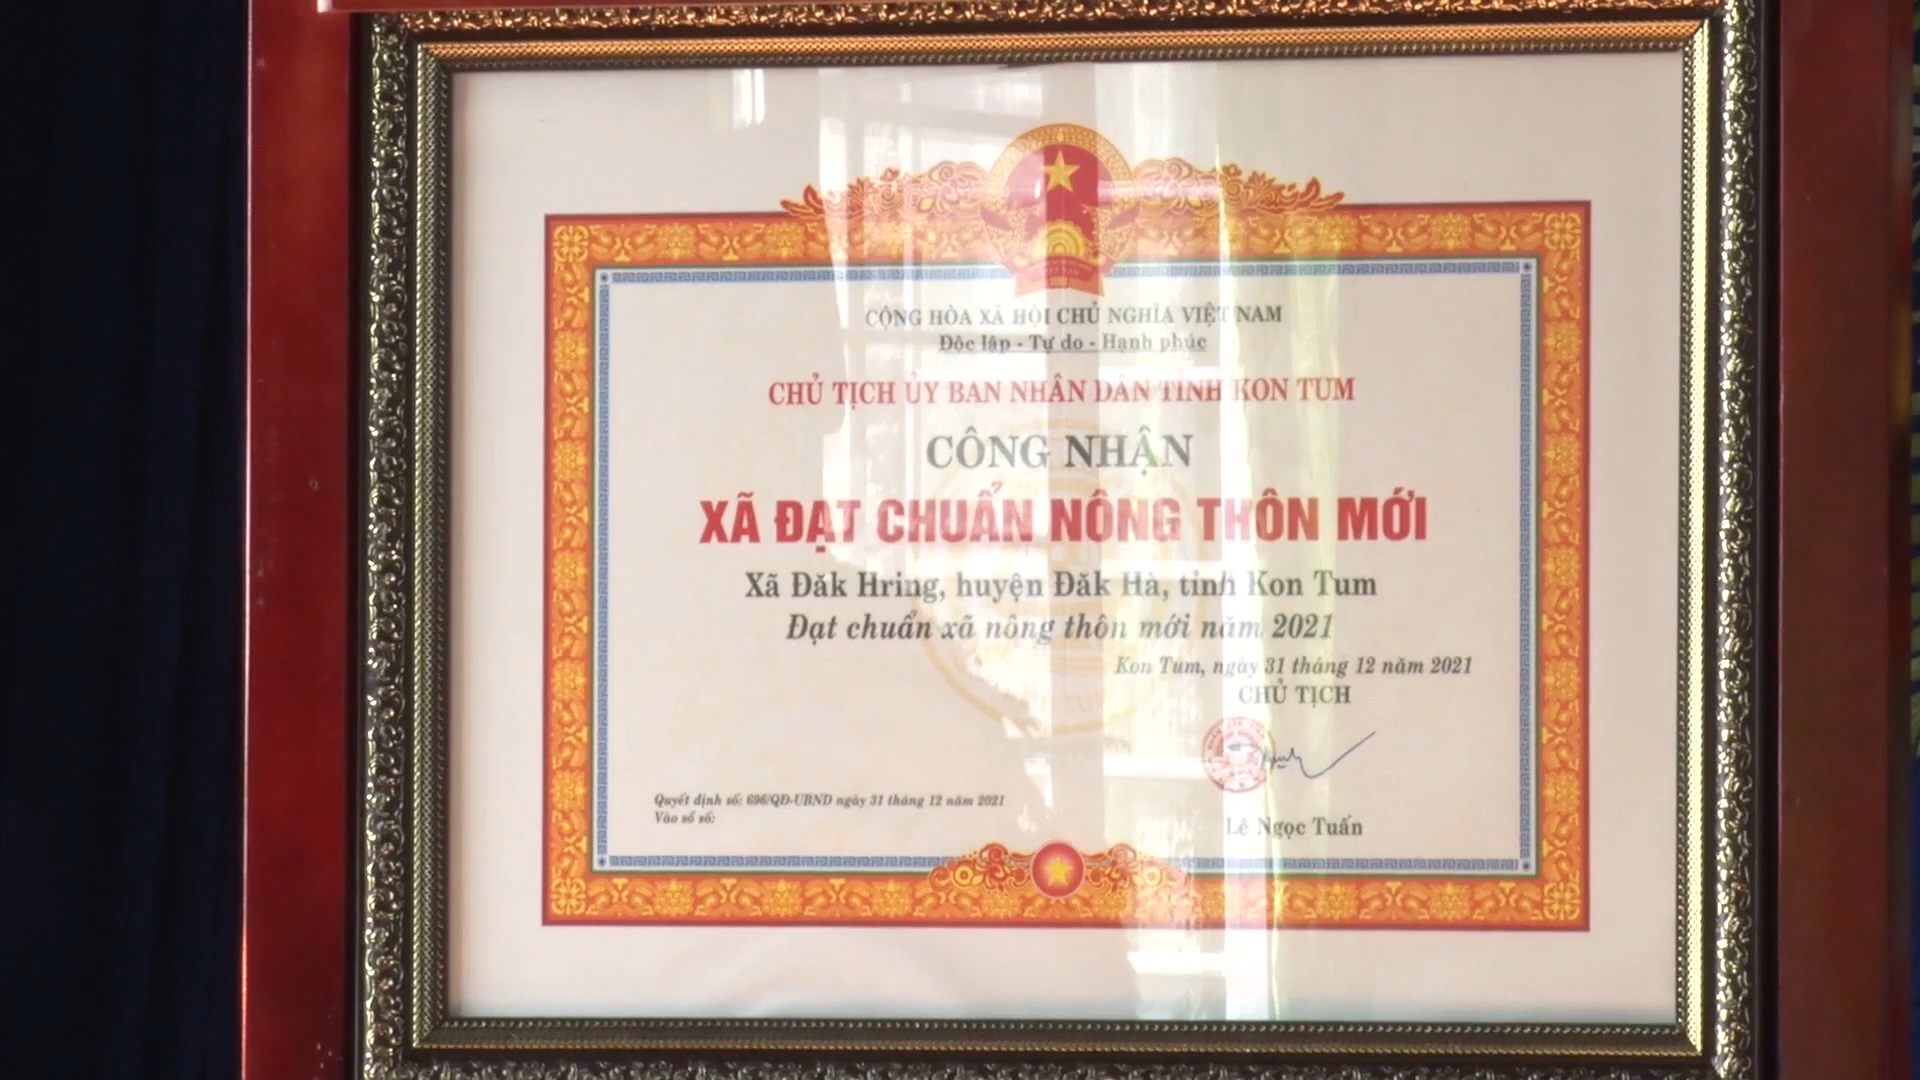 CỘNG HÒA XÃ HỘI CHỦ NGHĨA VIỆT NAM
Độc lập - Tự do - Hạnh phúc
CHỦ TỊCH ỦY BAN NHÂN DÂN TỈNH KON TUM
CÔNG NHẬN
XÃ ĐẠT CHUẨN NÔNG THÔN MỚI
Xã Đăk Hring, huyện Đăk Hà, tỉnh Kon Tum
Đạt chuẩn xã nông thôn mới năm 2021
Kon Tum, ngày 31 tháng 12 năm 2021
CHỦ TỊCH
Quyết định số: 696/QĐ-UBND ngày 31 tháng 12 năm 2021
Vào sổ số:
Lê Ngọc Tuấn